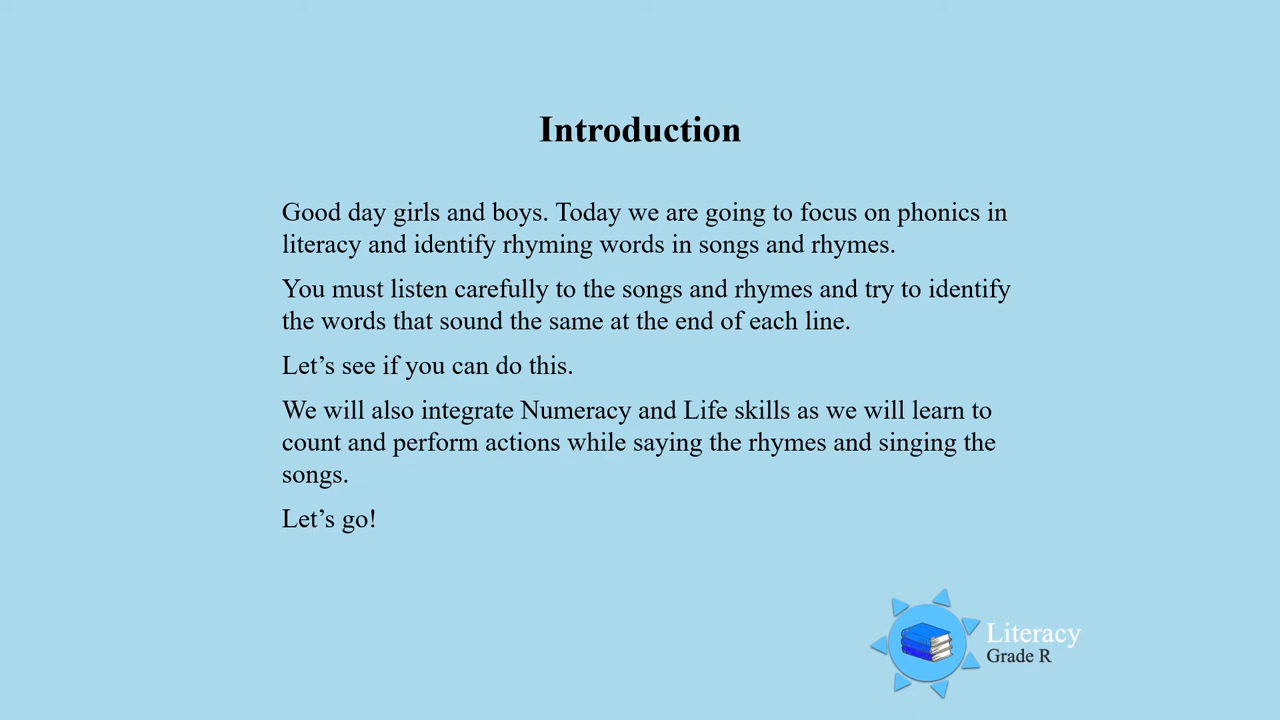 Introduction
Good day girls and boys. Today we are going to focus on phonics in
literacy and identify rhyming words in songs and rhymes.
You must listen carefully to the songs and rhymes and try to identify
the words that sound the same at the end of each line.
Let’s see if you can do this.
We will also integrate Numeracy and Life skills as we will learn to
count and perform actions while saying the rhymes and singing the
songs.
Let’s go!
Literacy
Grade R